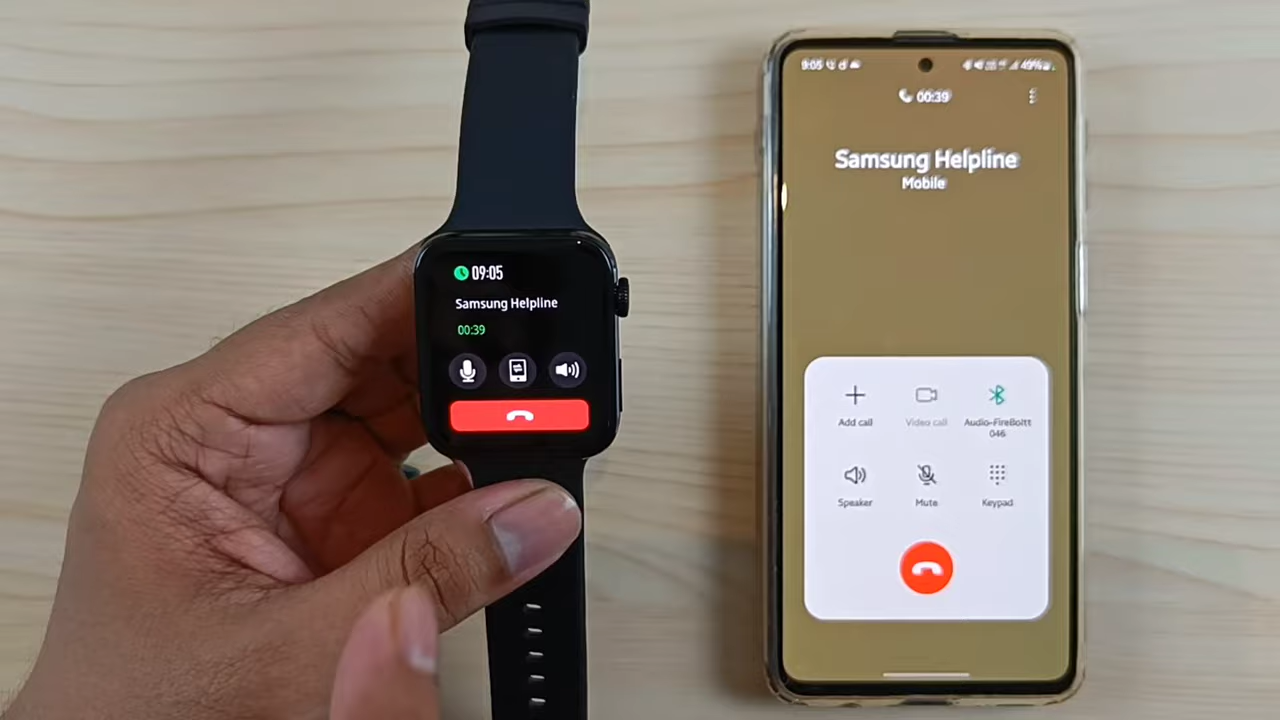 09:05
Samsung Helpline
00:39
9:05
49%
00:39
Samsung Helpline
Mobile
Add call
Video call
Audio-FireBoltt
046
Speaker
Mute
Keypad